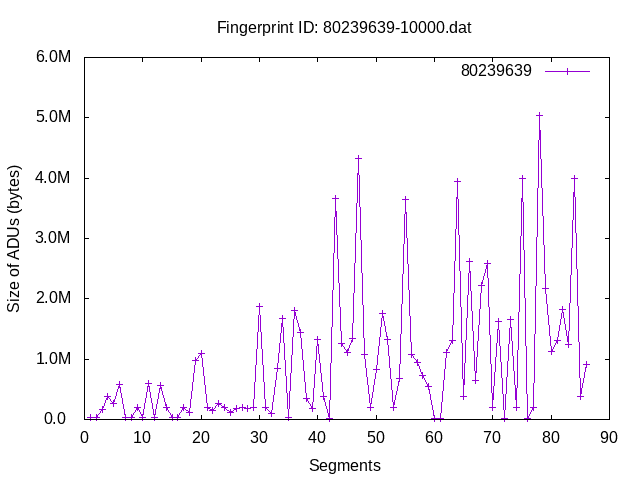 Fingerprint ID: 80239639-10000.dat
6.0M
80239639
5.0M
4.0M
3.0M
2.0M
1.0M
0.0
Size of ADUs (bytes)
0 10 20 30 40 50 60 70 80 90
Segments